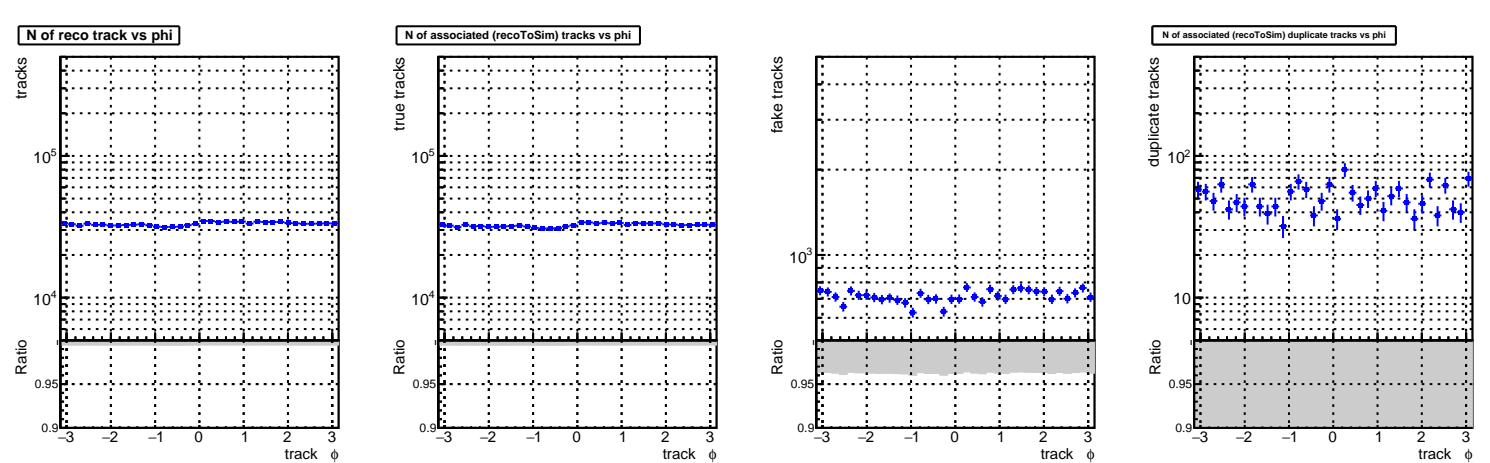 N of reco track vs phi
tracks
10^5
10^4
Ratio
0.95
0.9
−3 −2 −1 0 1 2 3
track ϕ
N of associated (recoToSim) tracks vs phi
true tracks
10^5
10^4
Ratio
0.95
0.9
−3 −2 −1 0 1 2 3
track ϕ
fake tracks
10^3
Ratio
0.95
0.9
−3 −2 −1 0 1 2 3
track ϕ
N of associated (recoToSim) duplicate tracks vs phi
duplicate tracks
10^2
10
Ratio
0.95
0.9
−3 −2 −1 0 1 2 3
track ϕ